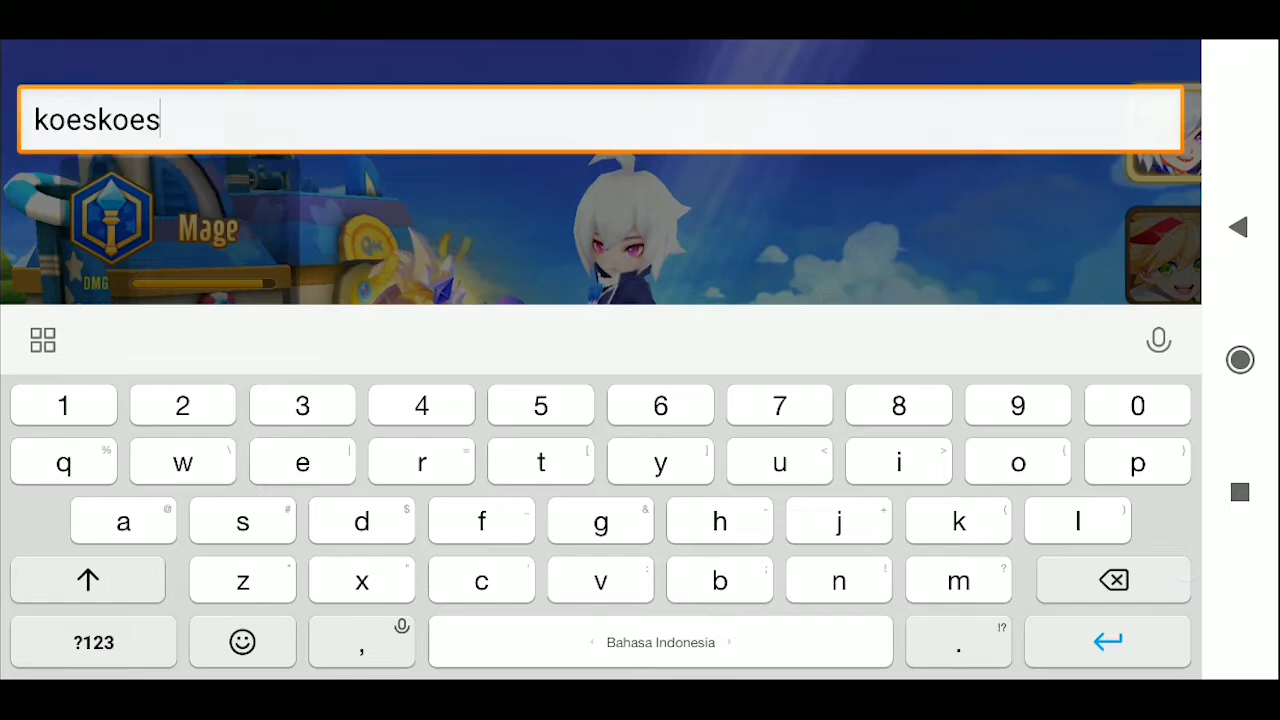 koeskoes
Mage
DMG
1 2 3 4 5 6 7 8 9 0
q % w \ e | r = t [ y ] u < i > o { p }
a @ s # d $ f _ g & h - j + k ( l )
z " x " c ' v : b ; n ! m ?
?123 , Bahasa Indonesia . !?